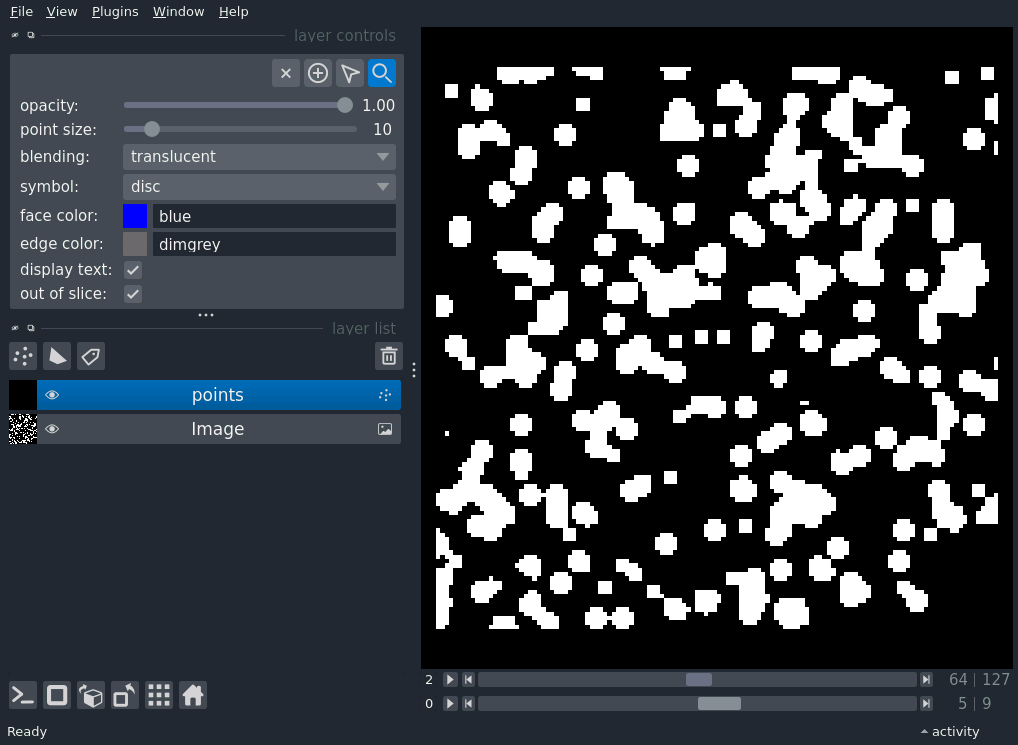 File View Plugins Window Help
layer controls
opacity: 1.00
point size: 10
blending: translucent
symbol: disc
face color: blue
edge color: dimgrey
display text:
out of slice:
layer list
points
Image
2 64 | 127
0 5 | 9
Ready activity